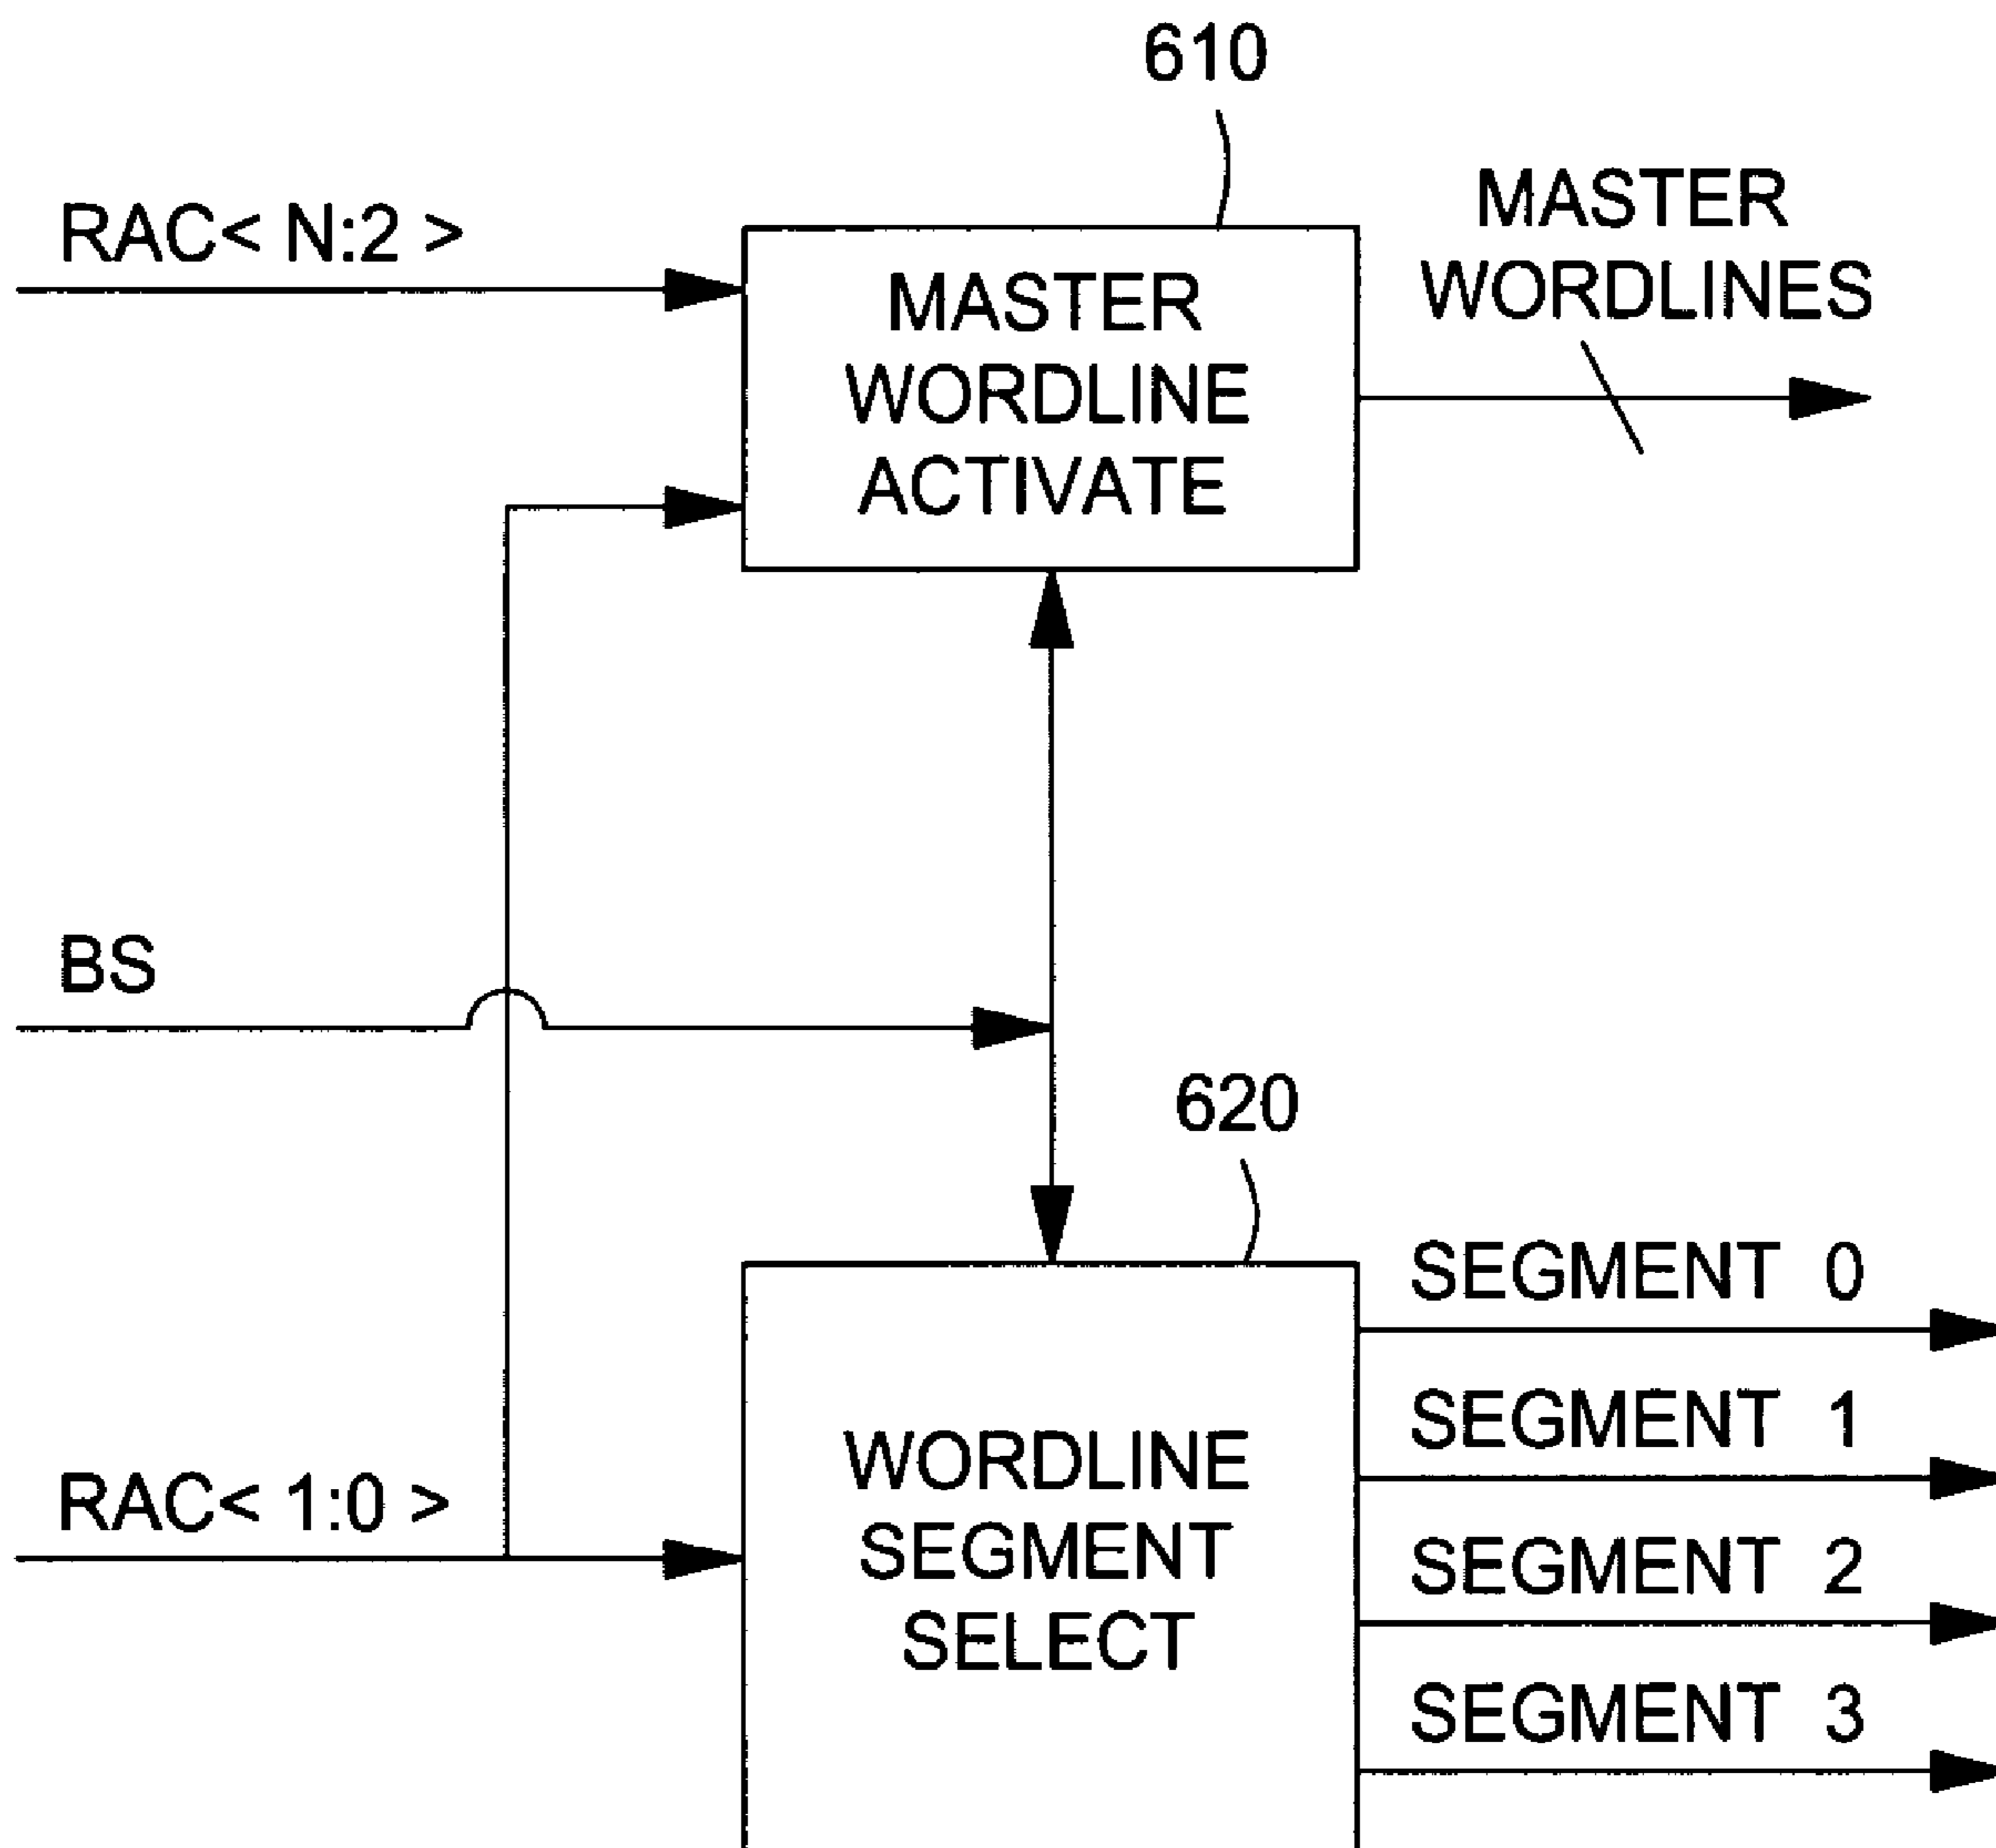 610
RAC< N:2 >
MASTER
WORDLINES
MASTER
WORDLINE
ACTIVATE
BS
620
RAC< 1:0 >
WORDLINE
SEGMENT
SELECT
SEGMENT 0
SEGMENT 1
SEGMENT 2
SEGMENT 3